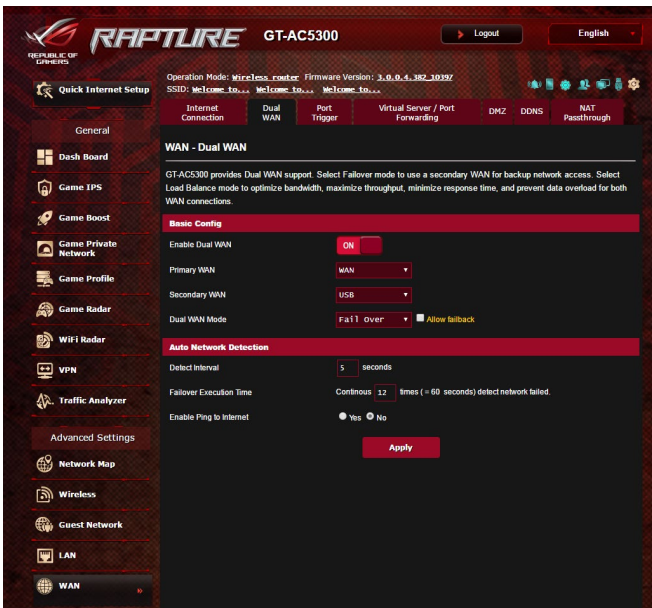 REPUBLIC OF
GAMERS
RAPTURE GT-AC5300
Logout
English
Operation Mode: Wireless router Firmware Version: 3.0.0.4.382_10397
SSID: Welcome to... Welcome to... Welcome to...
Quick Internet Setup
General
Dash Board
Game IPS
Game Boost
Game Private
Network
Game Profile
Game Radar
WiFi Radar
VPN
Traffic Analyzer
Advanced Settings
Network Map
Wireless
Guest Network
LAN
WAN
Internet
Connection
Dual
WAN
Port
Trigger
Virtual Server / Port
Forwarding
DMZ
DDNS
NAT
Passthrough
WAN - Dual WAN
GT-AC5300 provides Dual WAN support. Select Failover mode to use a secondary WAN for backup network access. Select
Load Balance mode to optimize bandwidth, maximize throughput, minimize response time, and prevent data overload for both
WAN connections.
Basic Config
Enable Dual WAN ON
Primary WAN WAN
Secondary WAN USB
Dual WAN Mode Fail Over Allow failback
Auto Network Detection
Detect Interval 5 seconds
Failover Execution Time Continous 12 times ( = 60 seconds) detect network failed.
Enable Ping to Internet Yes No
Apply